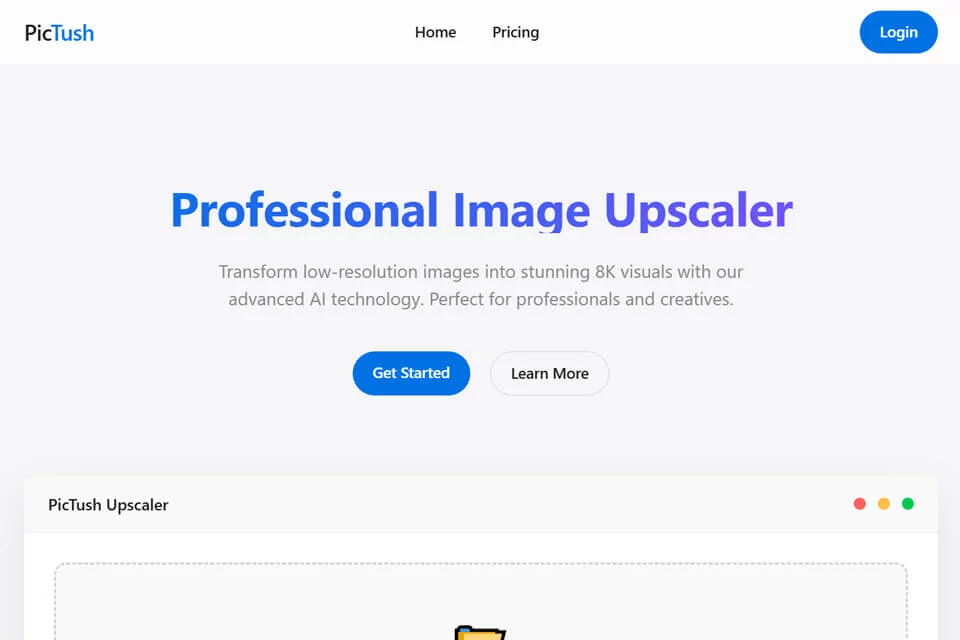 PicTush
Home
Pricing
Login
Professional Image Upscaler
Transform low-resolution images into stunning 8K visuals with our
advanced AI technology. Perfect for professionals and creatives.
Get Started
Learn More
PicTush Upscaler